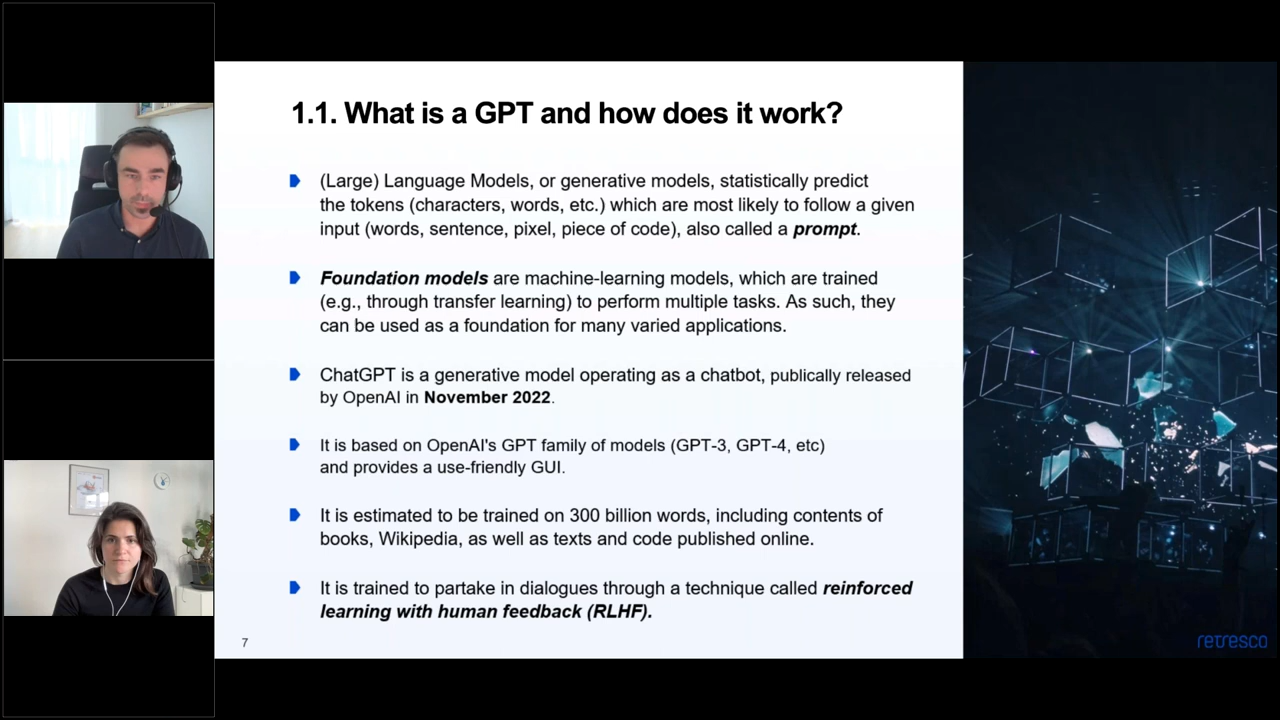 1.1. What is a GPT and how does it work?
(Large) Language Models, or generative models, statistically predict
the tokens (characters, words, etc.) which are most likely to follow a given
input (words, sentence, pixel, piece of code), also called a prompt.
Foundation models are machine-learning models, which are trained
(e.g., through transfer learning) to perform multiple tasks. As such, they
can be used as a foundation for many varied applications.
ChatGPT is a generative model operating as a chatbot, publically released
by OpenAI in November 2022.
It is based on OpenAI's GPT family of models (GPT-3, GPT-4, etc)
and provides a use-friendly GUI.
It is estimated to be trained on 300 billion words, including contents of
books, Wikipedia, as well as texts and code published online.
It is trained to partake in dialogues through a technique called reinforced
learning with human feedback (RLHF).
7
retresco